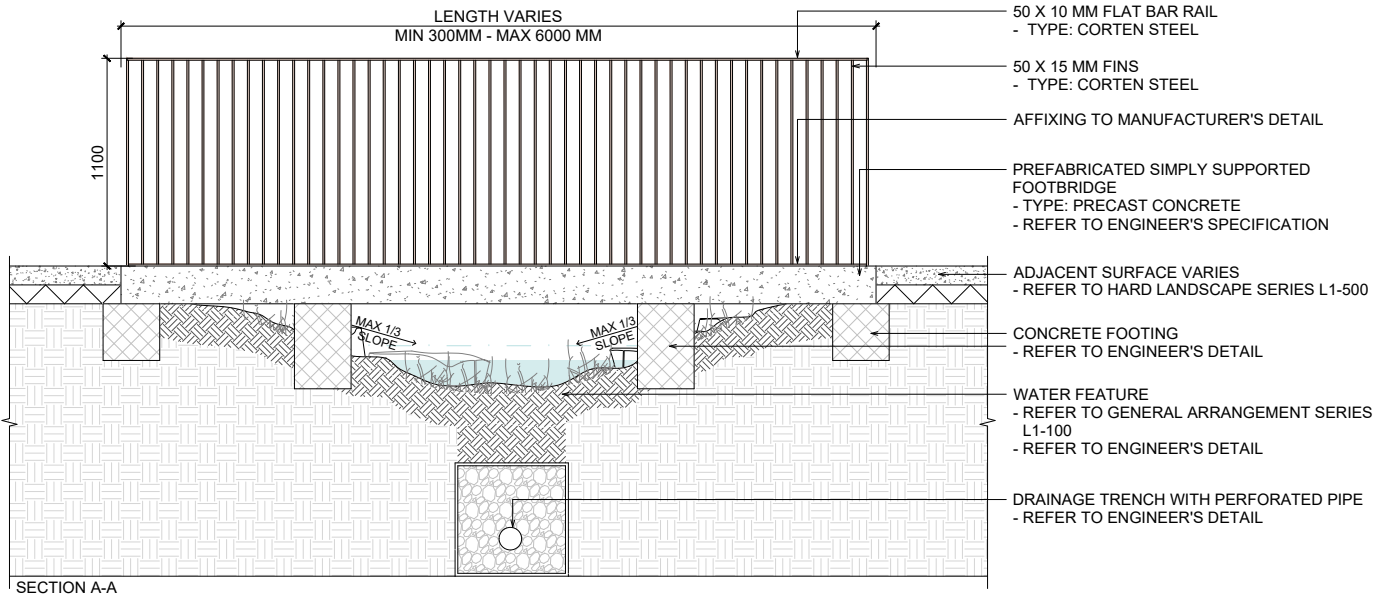 LENGTH VARIES
MIN 300MM - MAX 6000 MM
1100
50 X 10 MM FLAT BAR RAIL
- TYPE: CORTEN STEEL
50 X 15 MM FINS
- TYPE: CORTEN STEEL
AFFIXING TO MANUFACTURER'S DETAIL
PREFABRICATED SIMPLY SUPPORTED
FOOTBRIDGE
- TYPE: PRECAST CONCRETE
- REFER TO ENGINEER'S SPECIFICATION
ADJACENT SURFACE VARIES
- REFER TO HARD LANDSCAPE SERIES L1-500
MAX 1/3
SLOPE
MAX 1/3
SLOPE
CONCRETE FOOTING
- REFER TO ENGINEER'S DETAIL
WATER FEATURE
- REFER TO GENERAL ARRANGEMENT SERIES
L1-100
- REFER TO ENGINEER'S DETAIL
DRAINAGE TRENCH WITH PERFORATED PIPE
- REFER TO ENGINEER'S DETAIL
SECTION A-A